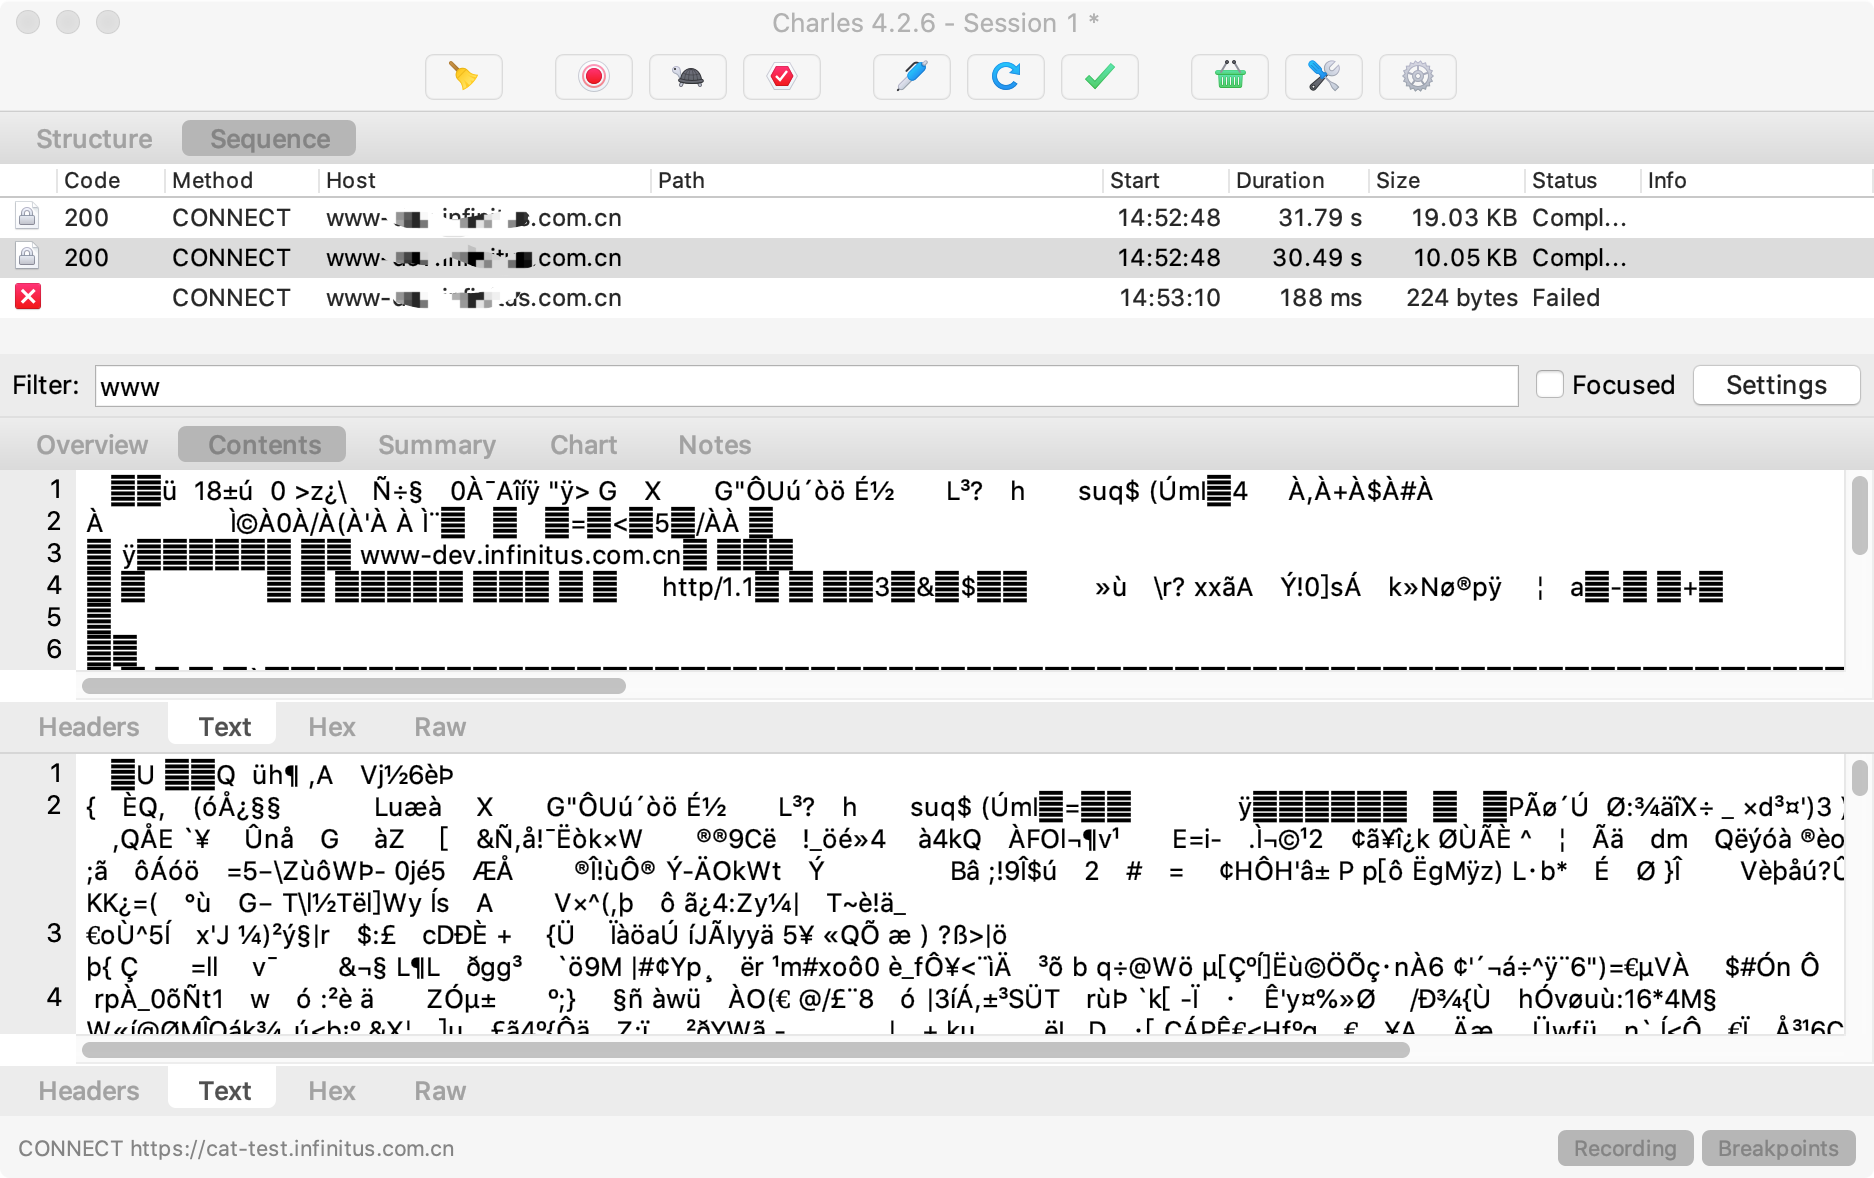 Charles 4.2.6 - Session 1 *
Structure Sequence
Code Method Host Path Start Duration Size Status Info
200 CONNECT www- .com.cn 14:52:48 31.79 s 19.03 KB Compl...
200 CONNECT www- .com.cn 14:52:48 30.49 s 10.05 KB Compl...
CONNECT www- .com.cn 14:53:10 188 ms 224 bytes Failed
Filter: www Focused Settings
Overview Contents Summary Chart Notes
1 ü 18±ú 0 >z¿\ Ñ÷§ 0À¯Aîíÿ "ÿ> G X G"ÔUú´òö É½ L³? h suq$ (Úml 4 À,À+À$À#À
2 À Ì©À0À/À(À'À À Ì¨ = < 5 /ÀÀ
3 ÿ www-dev.infinitus.com.cn
4 http/1.1 3 & $ »ù \r? xxãA Ý!0]sÁ k»Nø®pÿ ¦ a - +
5
6
Headers Text Hex Raw
1 U Q üh¶ ,A Vj½6èÞ
2 { ÈQ, (óÅ¿§§ Luæà X G"ÔUú´òö É½ L³? h suq$ (Úml = ÿ PÃø´Ú Ø:¾äîX÷ _ ×d³¤')3
,QÅE `¥ Ûnå G àZ [ &Ñ,å!¯Ëòk×W ®®9Cë !_öé»4 à4kQ ÀFOl¬¶v¹ E=i- .Ì¬©¹2 ¢ã¥î¿k ØÙÃÈ ^ ¦ Ãä dm Qëýóà ®èo
;ã ôÁóö =5–\ZùôWÞ- 0jé5 ÆÅ ®Î!ùÔ® Ý-ÄOkWt Ý Bâ ;!9Î$ú 2 # = ¢HÔH'â± P p[ô ËgMÿz) L·b* É Ø }Î Vèþåú?Û
KK¿=( °ù G– T\l½Tël]Wy Ís A V×^(,þ ô ã¿4:Zy¼| T~è!ä_
3 €oÙ^5Í x'J ¼)²ý§|r $:£ cDÐÈ + {Ü ÏàöaÚ íJÃlyyä 5¥ «QÕ æ ) ?ß>|ö
þ{ Ç =ll v¯ &¬§ L¶L ðgg³ `ö9M |#¢Yp¸ ër ¹m#xoô0 è_fÔ¥<¨ìÄ ³õ b q÷@Wö µ[ÇºÍ]Ëù©ÖÕç·nÀ6 ¢'´¬á÷^ÿ¨6")=€µVÀ $#Ón Ô
4 rpÀ_0õÑt1 w ó :²è ä ZÓµ± º;} §ñ àwü ÀO(€ @/£¨8 ó |3íÁ,±³SÜT rùÞ `k[ -Ï · Ê'y¤%»Ø /Ð¾{Ù hÓvøuù:16*4M§
Headers Text Hex Raw
CONNECT https://cat-test.infinitus.com.cn Recording Breakpoints